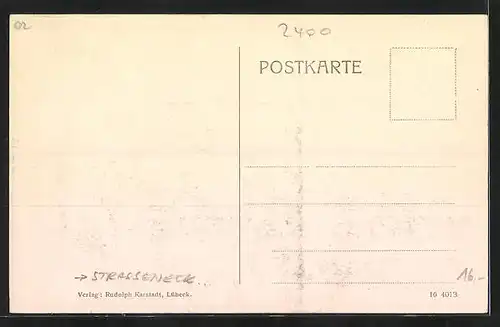 02
2400
POSTKARTE
→ STRASSENECK...
16.-
Verlag: Rudolph Karstadt, Lübeck.
16 4013